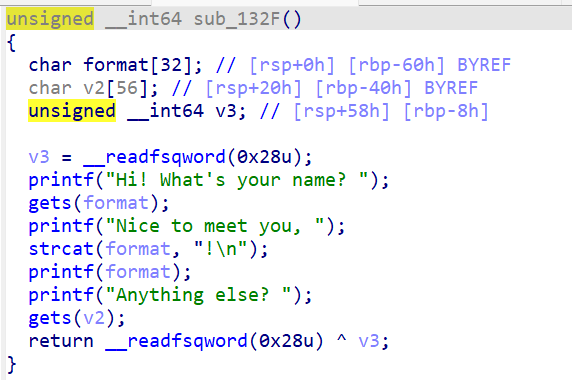 unsigned __int64 sub_132F()
{
char format[32]; // [rsp+0h] [rbp-60h] BYREF
char v2[56]; // [rsp+20h] [rbp-40h] BYREF
unsigned __int64 v3; // [rsp+58h] [rbp-8h]
v3 = __readfsqword(0x28u);
printf("Hi! What's your name? ");
gets(format);
printf("Nice to meet you, ");
strcat(format, "!\n");
printf(format);
printf("Anything else? ");
gets(v2);
return __readfsqword(0x28u) ^ v3;
}